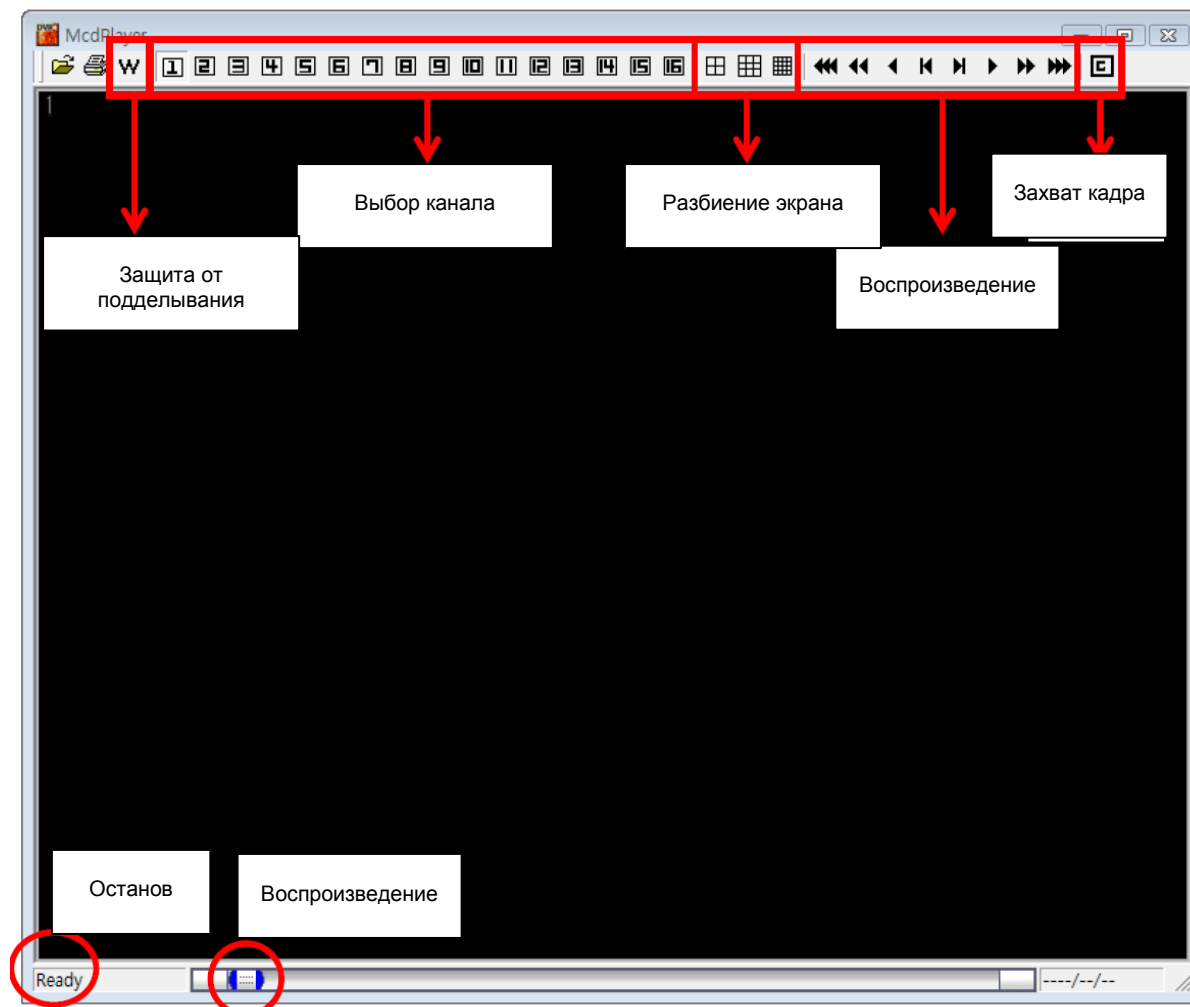 McdPlayer
W 1 2 3 4 5 6 7 8 9 10 11 12 13 14 15 16 C
1
Выбор канала
Разбиение экрана
Захват кадра
Защита от
подделывания
Воспроизведение
Останов
Воспроизведение
Ready
----/--/--